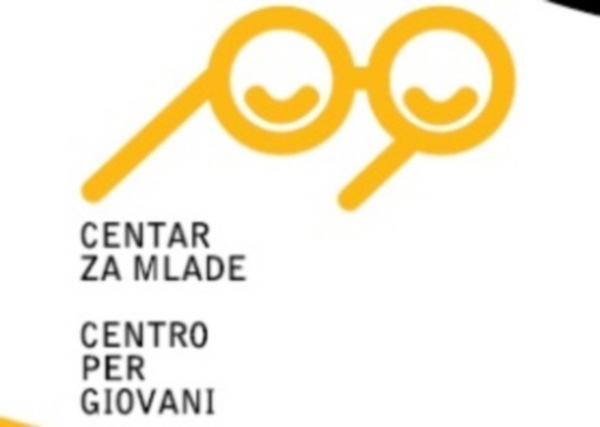 CENTAR
ZA MLADE
CENTRO
PER
GIOVANI